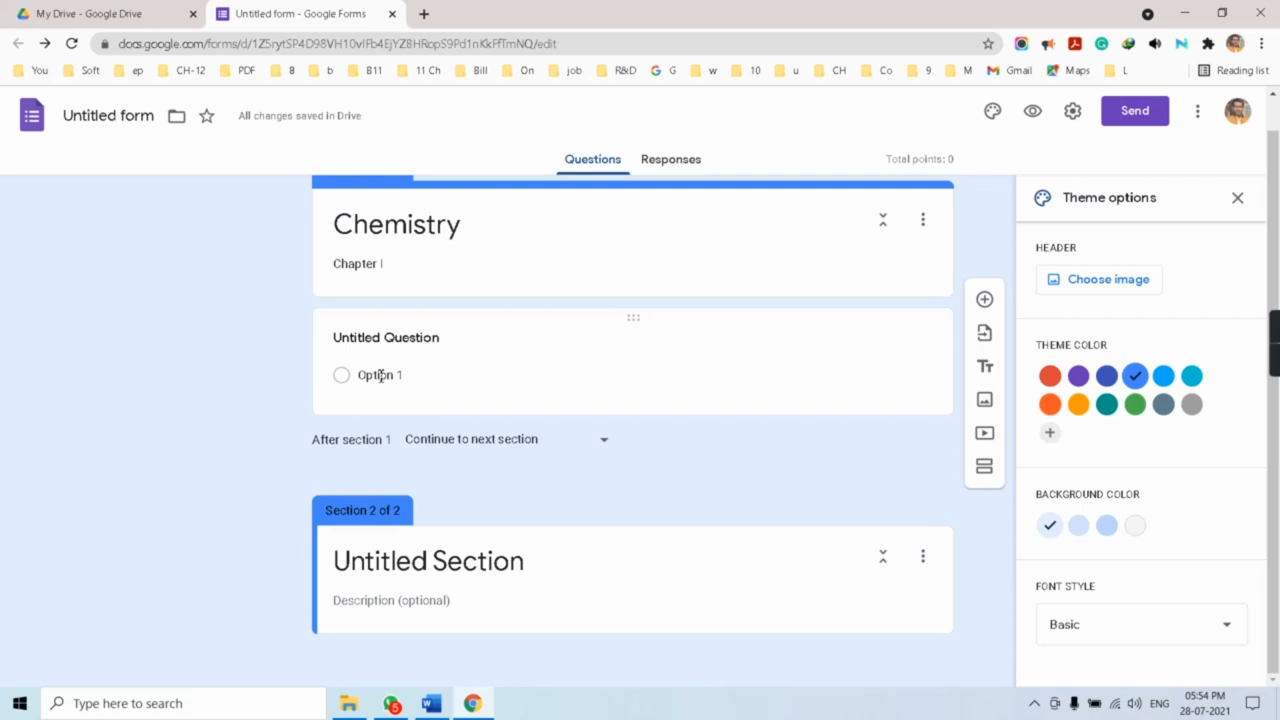 My Drive - Google Drive
Untitled form - Google Forms
docs.google.com/forms/d/1Z5rytSP4D98VH10vIFb4EjYZ8HRopS9Pd1nKkFfTmNQ/edit
You Soft ep CH-12 PDF 8 b B11 11 Ch Bill On job R&D G G w 10 u CH Co 9 M Gmail Maps L Reading list
Untitled form
All changes saved in Drive
Send
Questions Responses Total points: 0
Theme options
Chemistry
Chapter I
HEADER
Choose image
Untitled Question
Option 1
THEME COLOR
After section 1 Continue to next section
BACKGROUND COLOR
Section 2 of 2
Untitled Section
Description (optional)
FONT STYLE
Basic
Type here to search
5
ENG
05:54 PM
28-07-2021